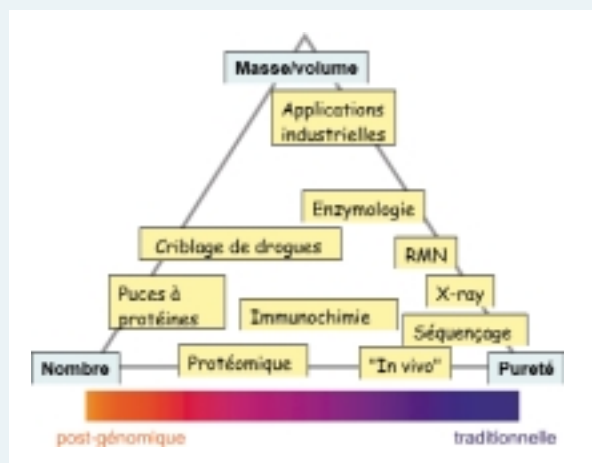 Masse/volume
Applications
industrielles
Enzymologie
Criblage de drogues
RMN
Puces à
protéines
X-ray
Immunochimie
Séquençage
Nombre
Protéomique
"In vivo"
Pureté
post-génomique
traditionnelle